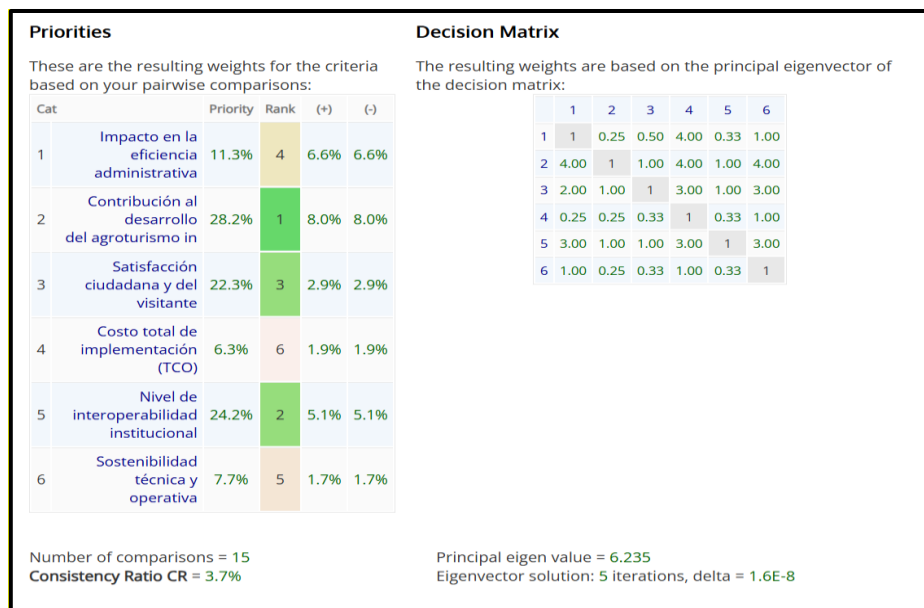 Priorities
These are the resulting weights for the criteria
based on your pairwise comparisons:
Cat Priority Rank (+) (-)
1 Impacto en la eficiencia administrativa 11.3% 4 6.6% 6.6%
2 Contribución al desarrollo del agroturismo in 28.2% 1 8.0% 8.0%
3 Satisfacción ciudadana y del visitante 22.3% 3 2.9% 2.9%
4 Costo total de implementación (TCO) 6.3% 6 1.9% 1.9%
5 Nivel de interoperabilidad institucional 24.2% 2 5.1% 5.1%
6 Sostenibilidad técnica y operativa 7.7% 5 1.7% 1.7%
Number of comparisons = 15
Consistency Ratio CR = 3.7%
Decision Matrix
The resulting weights are based on the principal eigenvector of
the decision matrix:
1 2 3 4 5 6
1 1 0.25 0.50 4.00 0.33 1.00
2 4.00 1 1.00 4.00 1.00 4.00
3 2.00 1.00 1 3.00 1.00 3.00
4 0.25 0.25 0.33 1 0.33 1.00
5 3.00 1.00 1.00 3.00 1 3.00
6 1.00 0.25 0.33 1.00 0.33 1
Principal eigen value = 6.235
Eigenvector solution: 5 iterations, delta = 1.6E-8